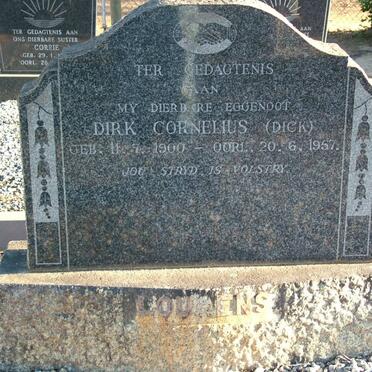 TER GEDAGTENIS AAN
ONS DIERBARE SUSTER
CORRIE
TER GEDAGTENIS
AAN
MY DIERBARE EGGENOOT
DIRK CORNELIUS (DICK)
GEB. 11. 7. 1900 – OORL. 20. 6. 1957.
JOU STRYD IS VOLSTRY.
LOURENS